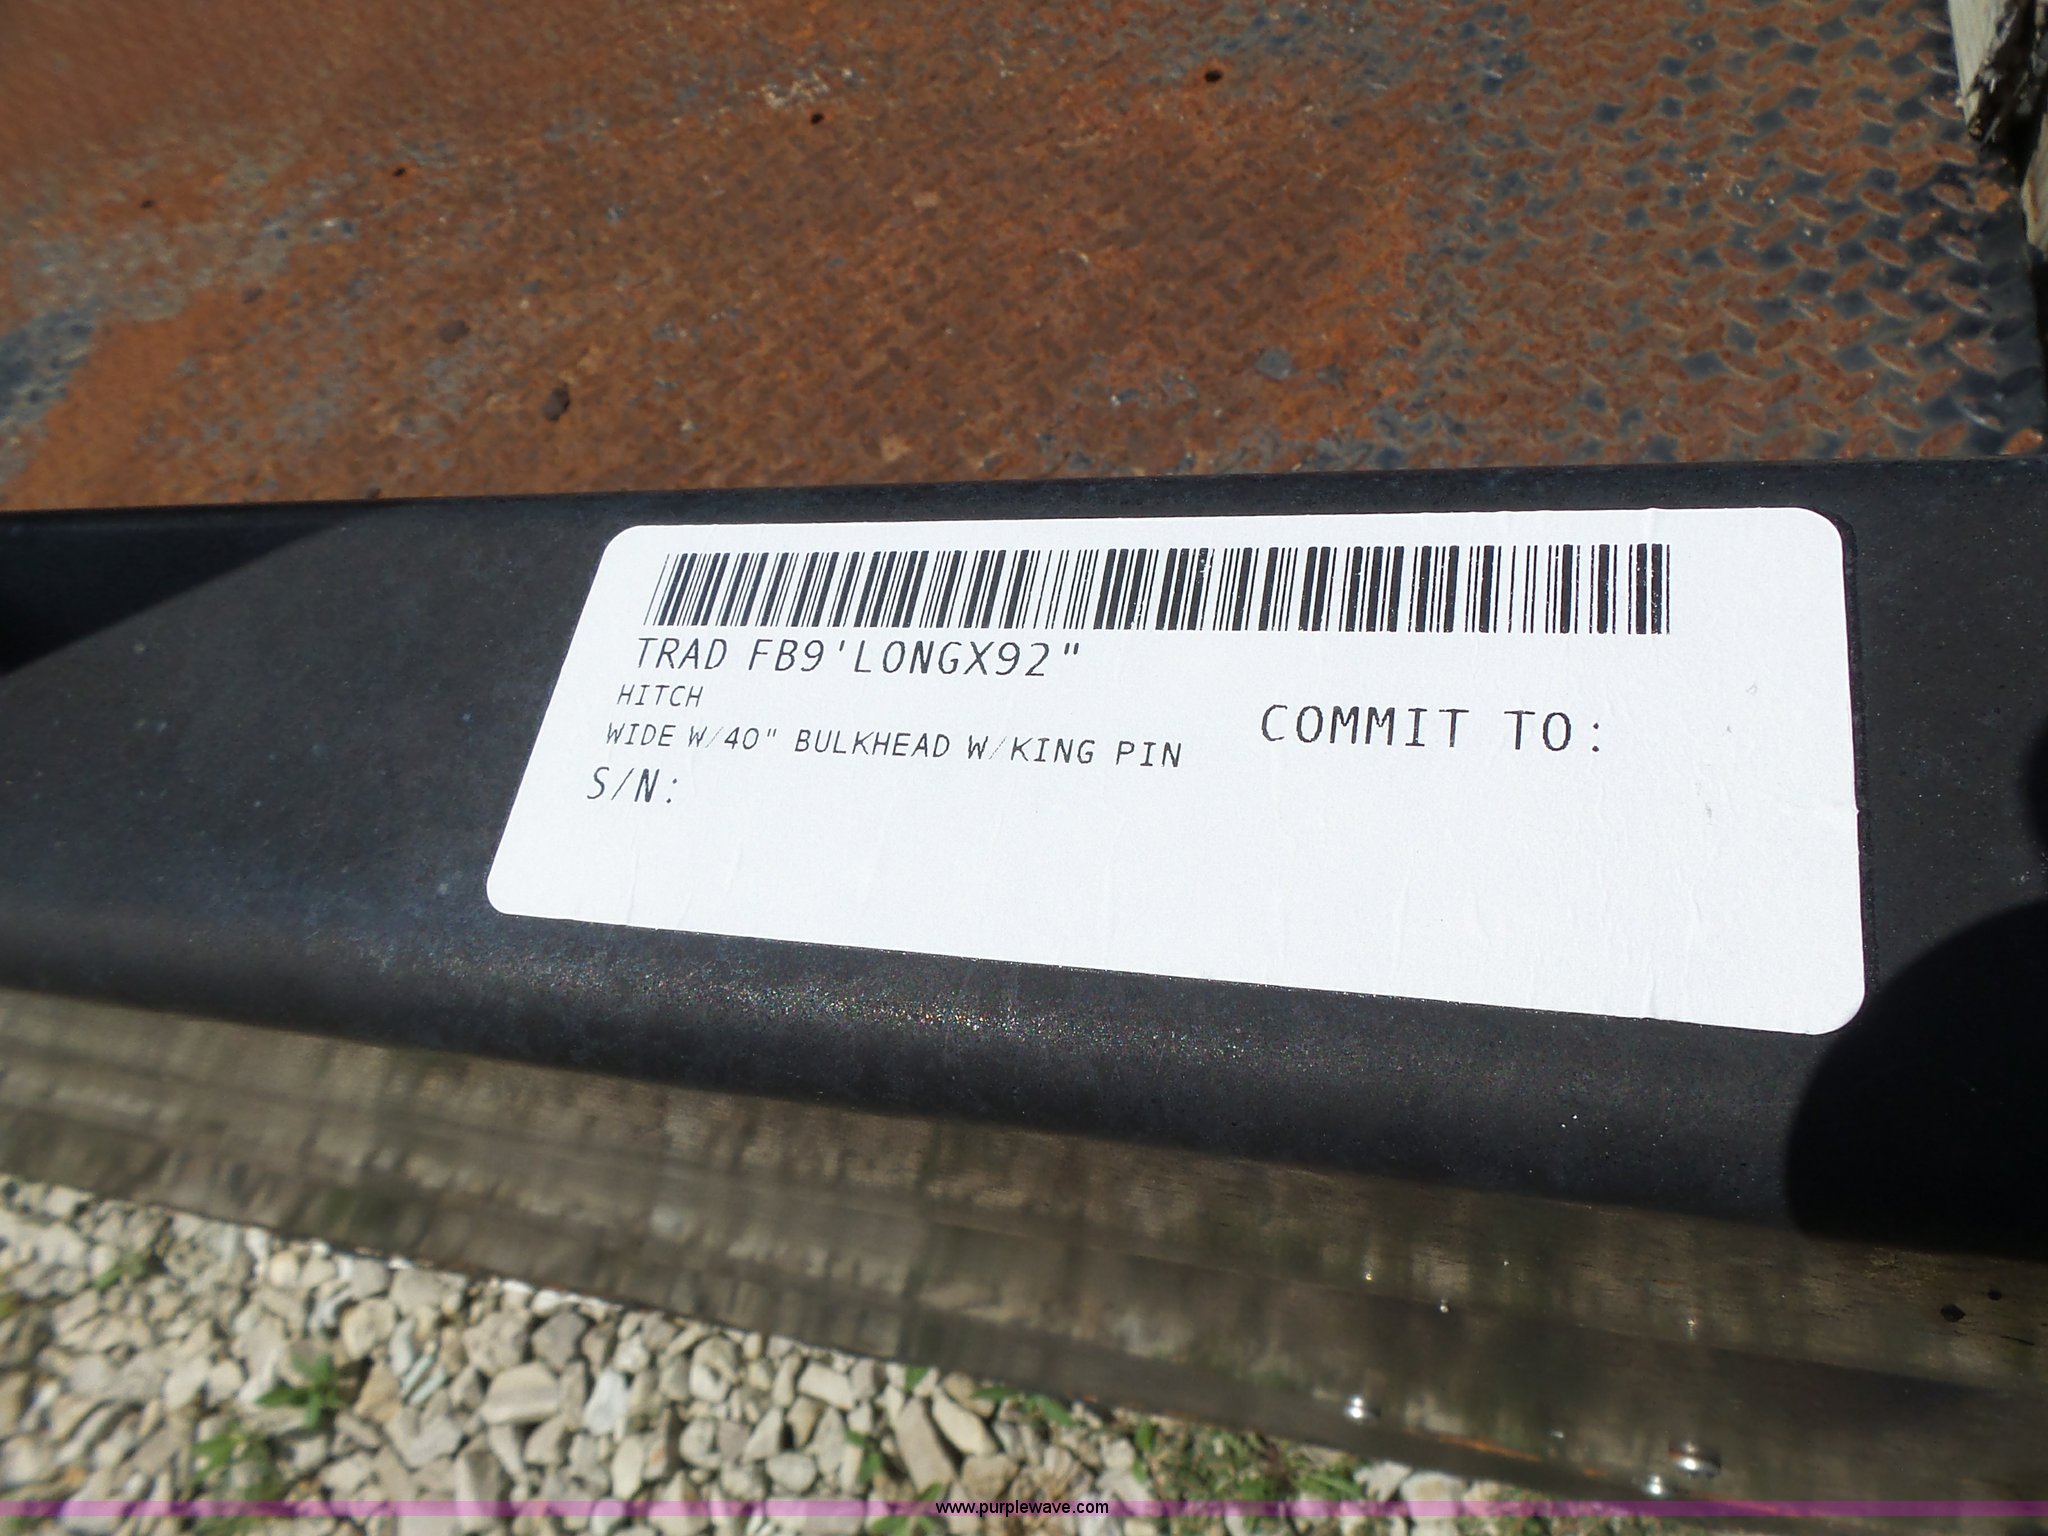 TRAD FB9'LONGX92"
HITCH
WIDE W/40" BULKHEAD W/KING PIN
S/N:
COMMIT TO:
www.purplewave.com